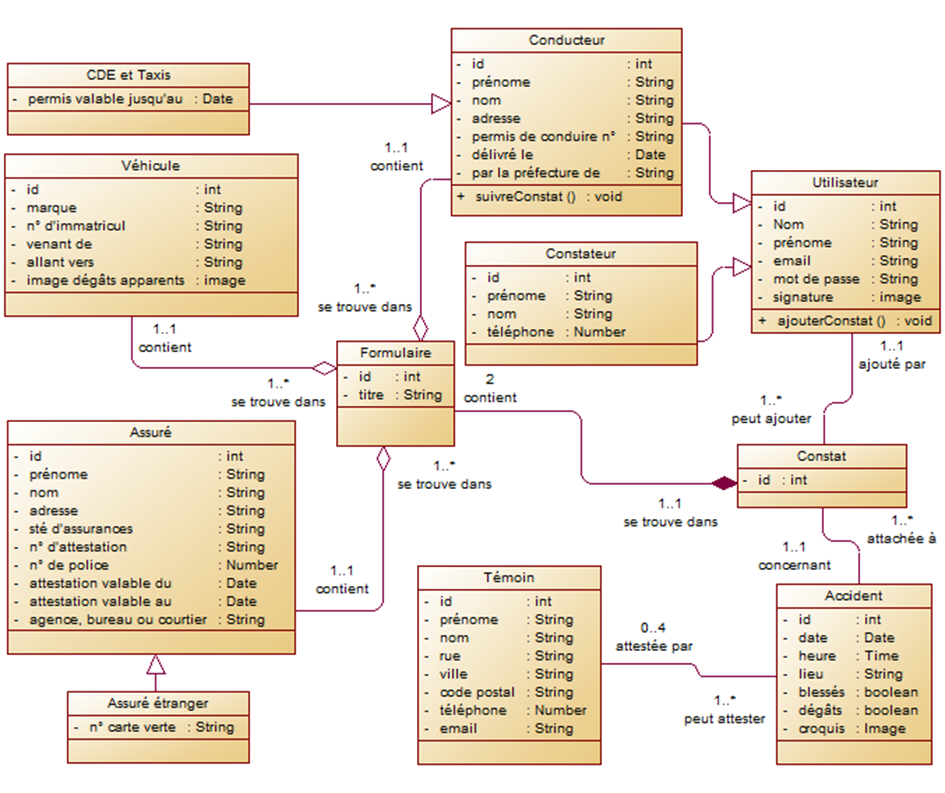 CDE et Taxis
- permis valable jusqu'au : Date
Conducteur
- id : int
- prénome : String
- nom : String
- adresse : String
- permis de conduire n° : String
- délivré le : Date
- par la préfecture de : String
+ suivreConstat () : void
1..1
contient
Véhicule
- id : int
- marque : String
- n° d'immatricul : String
- venant de : String
- allant vers : String
- image dégâts apparents : image
Utilisateur
- id : int
- Nom : String
- prénome : String
- email : String
- mot de passe : String
- signature : image
+ ajouterConstat () : void
Constateur
- id : int
- prénome : String
- nom : String
- téléphone : Number
1..*
se trouve dans
1..1
contient
1..*
se trouve dans
Formulaire
- id : int
- titre : String
2
contient
1..1
ajouté par
1..*
peut ajouter
Assuré
- id : int
- prénome : String
- nom : String
- adresse : String
- sté d'assurances : String
- n° d'attestation : String
- n° de police : Number
- attestation valable du : Date
- attestation valable au : Date
- agence, bureau ou courtier : String
1..*
se trouve dans
1..1
contient
Constat
- id : int
1..1
se trouve dans
1..*
attachée à
1..1
concernant
Témoin
- id : int
- prénome : String
- nom : String
- rue : String
- ville : String
- code postal : String
- téléphone : Number
- email : String
0..4
attestée par
1..*
peut attester
Accident
- id : int
- date : Date
- heure : Time
- lieu : String
- blessés : boolean
- dégâts : boolean
- croquis : Image
Assuré étranger
- n° carte verte : String